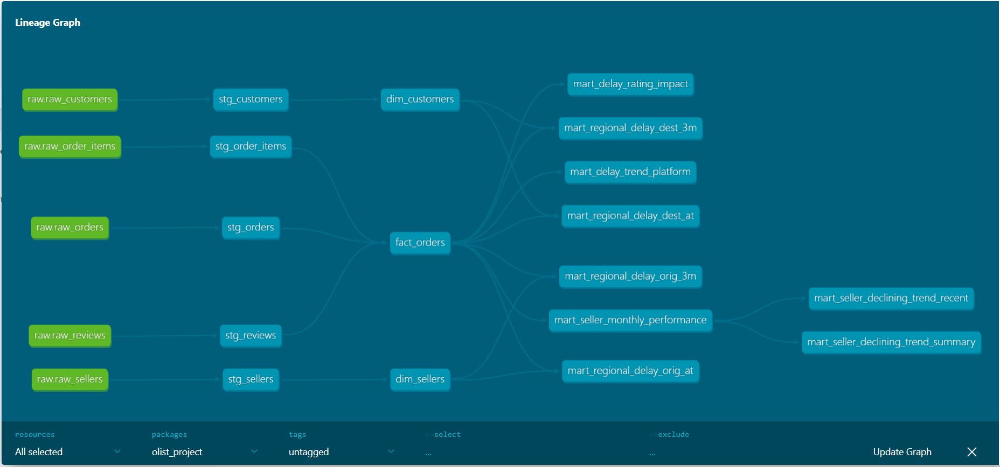 Lineage Graph
mart_delay_rating_impact
raw.raw_customers
stg_customers
dim_customers
mart_regional_delay_dest_3m
raw.raw_order_items
stg_order_items
mart_delay_trend_platform
mart_regional_delay_dest_at
raw.raw_orders
stg_orders
fact_orders
mart_regional_delay_orig_3m
mart_seller_declining_trend_recent
mart_seller_monthly_performance
raw.raw_reviews
stg_reviews
mart_seller_declining_trend_summary
mart_regional_delay_orig_at
raw.raw_sellers
stg_sellers
dim_sellers
resources
packages
tags
--select
--exclude
All selected
olist_project
untagged
...
...
Update Graph